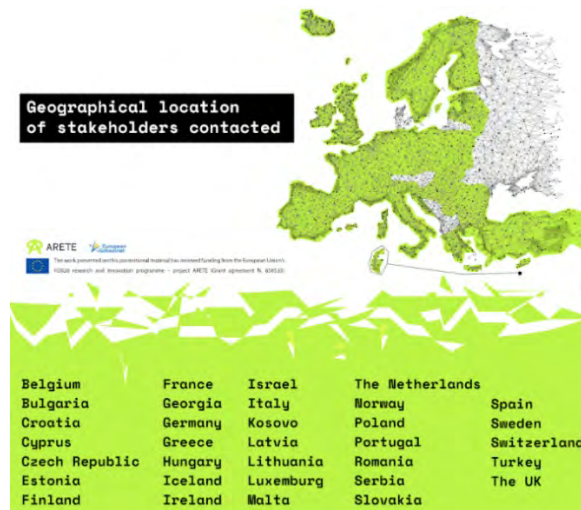 Geographical location
of stakeholders contacted
ARETE
The work presented on this promotional material has received funding from the European Union's
research and innovation programme - project ARETE (Grant agreement N.
Belgium
Bulgaria
Croatia
Cyprus
Czech Republic
Estonia
Finland
France
Georgia
Germany
Greece
Hungary
Iceland
Ireland
Israel
Italy
Kosovo
Latvia
Lithuania
Luxemburg
Malta
The Netherlands
Norway
Poland
Portugal
Romania
Serbia
Slovakia
Spain
Sweden
Switzerland
Turkey
The UK